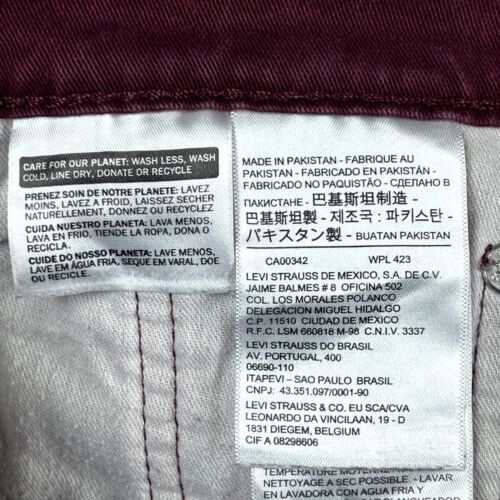 CARE FOR OUR PLANET: WASH LESS, WASH
COLD, LINE DRY, DONATE OR RECYCLE
PRENEZ SOIN DE NOTRE PLANETE: LAVEZ
MOINS, LAVEZ A FROID, LAISSEZ SECHER
NATURELLEMENT, DONNEZ OU RECYCLEZ
CUIDA NUESTRO PLANETA: LAVA MENOS,
LAVA EN FRIO, TIENDE LA ROPA, DONA O
RECICLA.
CUIDE DO NOSSO PLANETA: LAVE MENOS,
LAVE EM ÁGUA FRIA, SEQUE EM VARAL, DOE
OU RECICLE.
MADE IN PAKISTAN - FABRIQUE AU
PAKISTAN - FABRICADO EN PAKISTAN -
FABRICADO NO PAQUISTÃO - СДЕЛАНО В
ПАКИСТАНЕ - 巴基斯坦制造 -
巴基斯坦製 - 제조국 : 파키스탄 -
パキスタン製 - BUATAN PAKISTAN
CA00342 WPL 423
LEVI STRAUSS DE MEXICO, S.A. DE C.V.
JAIME BALMES # 8 OFICINA 502
COL. LOS MORALES POLANCO
DELEGACION MIGUEL HIDALGO
C.P. 11510 CIUDAD DE MEXICO
R.F.C. LSM 660818 M-98 C.N.I.V. 3337
LEVI STRAUSS DO BRASIL
AV. PORTUGAL, 400
06690-110
ITAPEVI – SAO PAULO BRASIL
CNPJ: 43.351.097/0001-90
LEVI STRAUSS & CO. EU SCA/CVA
LEONARDO DA VINCILAAN, 19 - D
1831 DIEGEM, BELGIUM
CIF A 08298606
TEMPERATURE
A SEC POSSIBLE. - LAVAR
EN LAVADORA CON AGUA FRIA Y